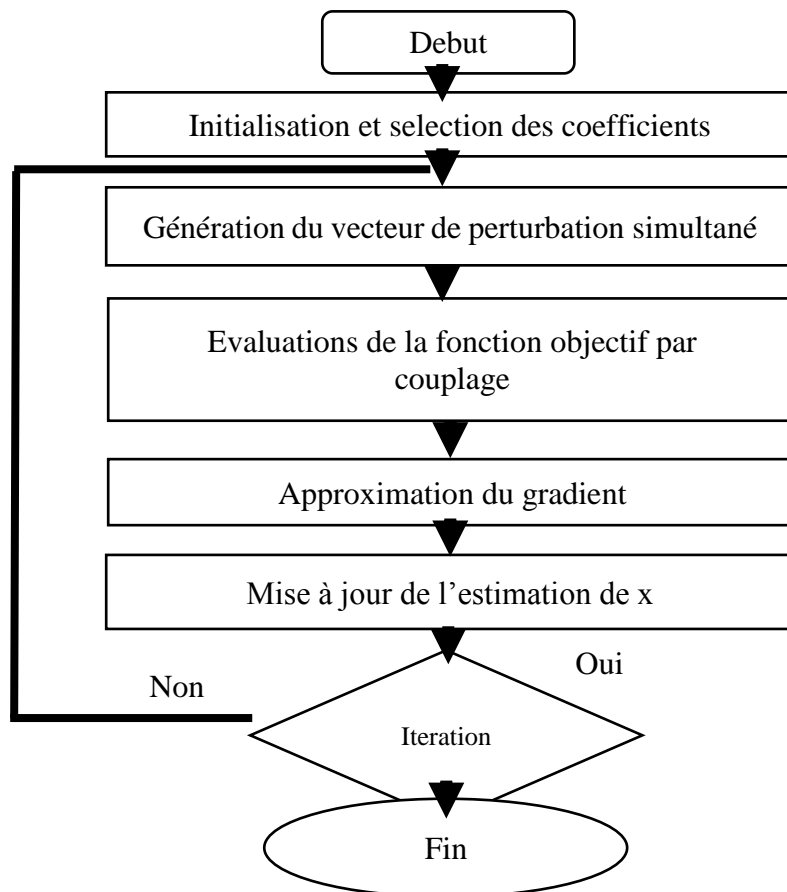 Debut
Initialisation et selection des coefficients
Génération du vecteur de perturbation simultané
Evaluations de la fonction objectif par
couplage
Approximation du gradient
Mise à jour de l’estimation de x
Oui
Non
Iteration
Fin